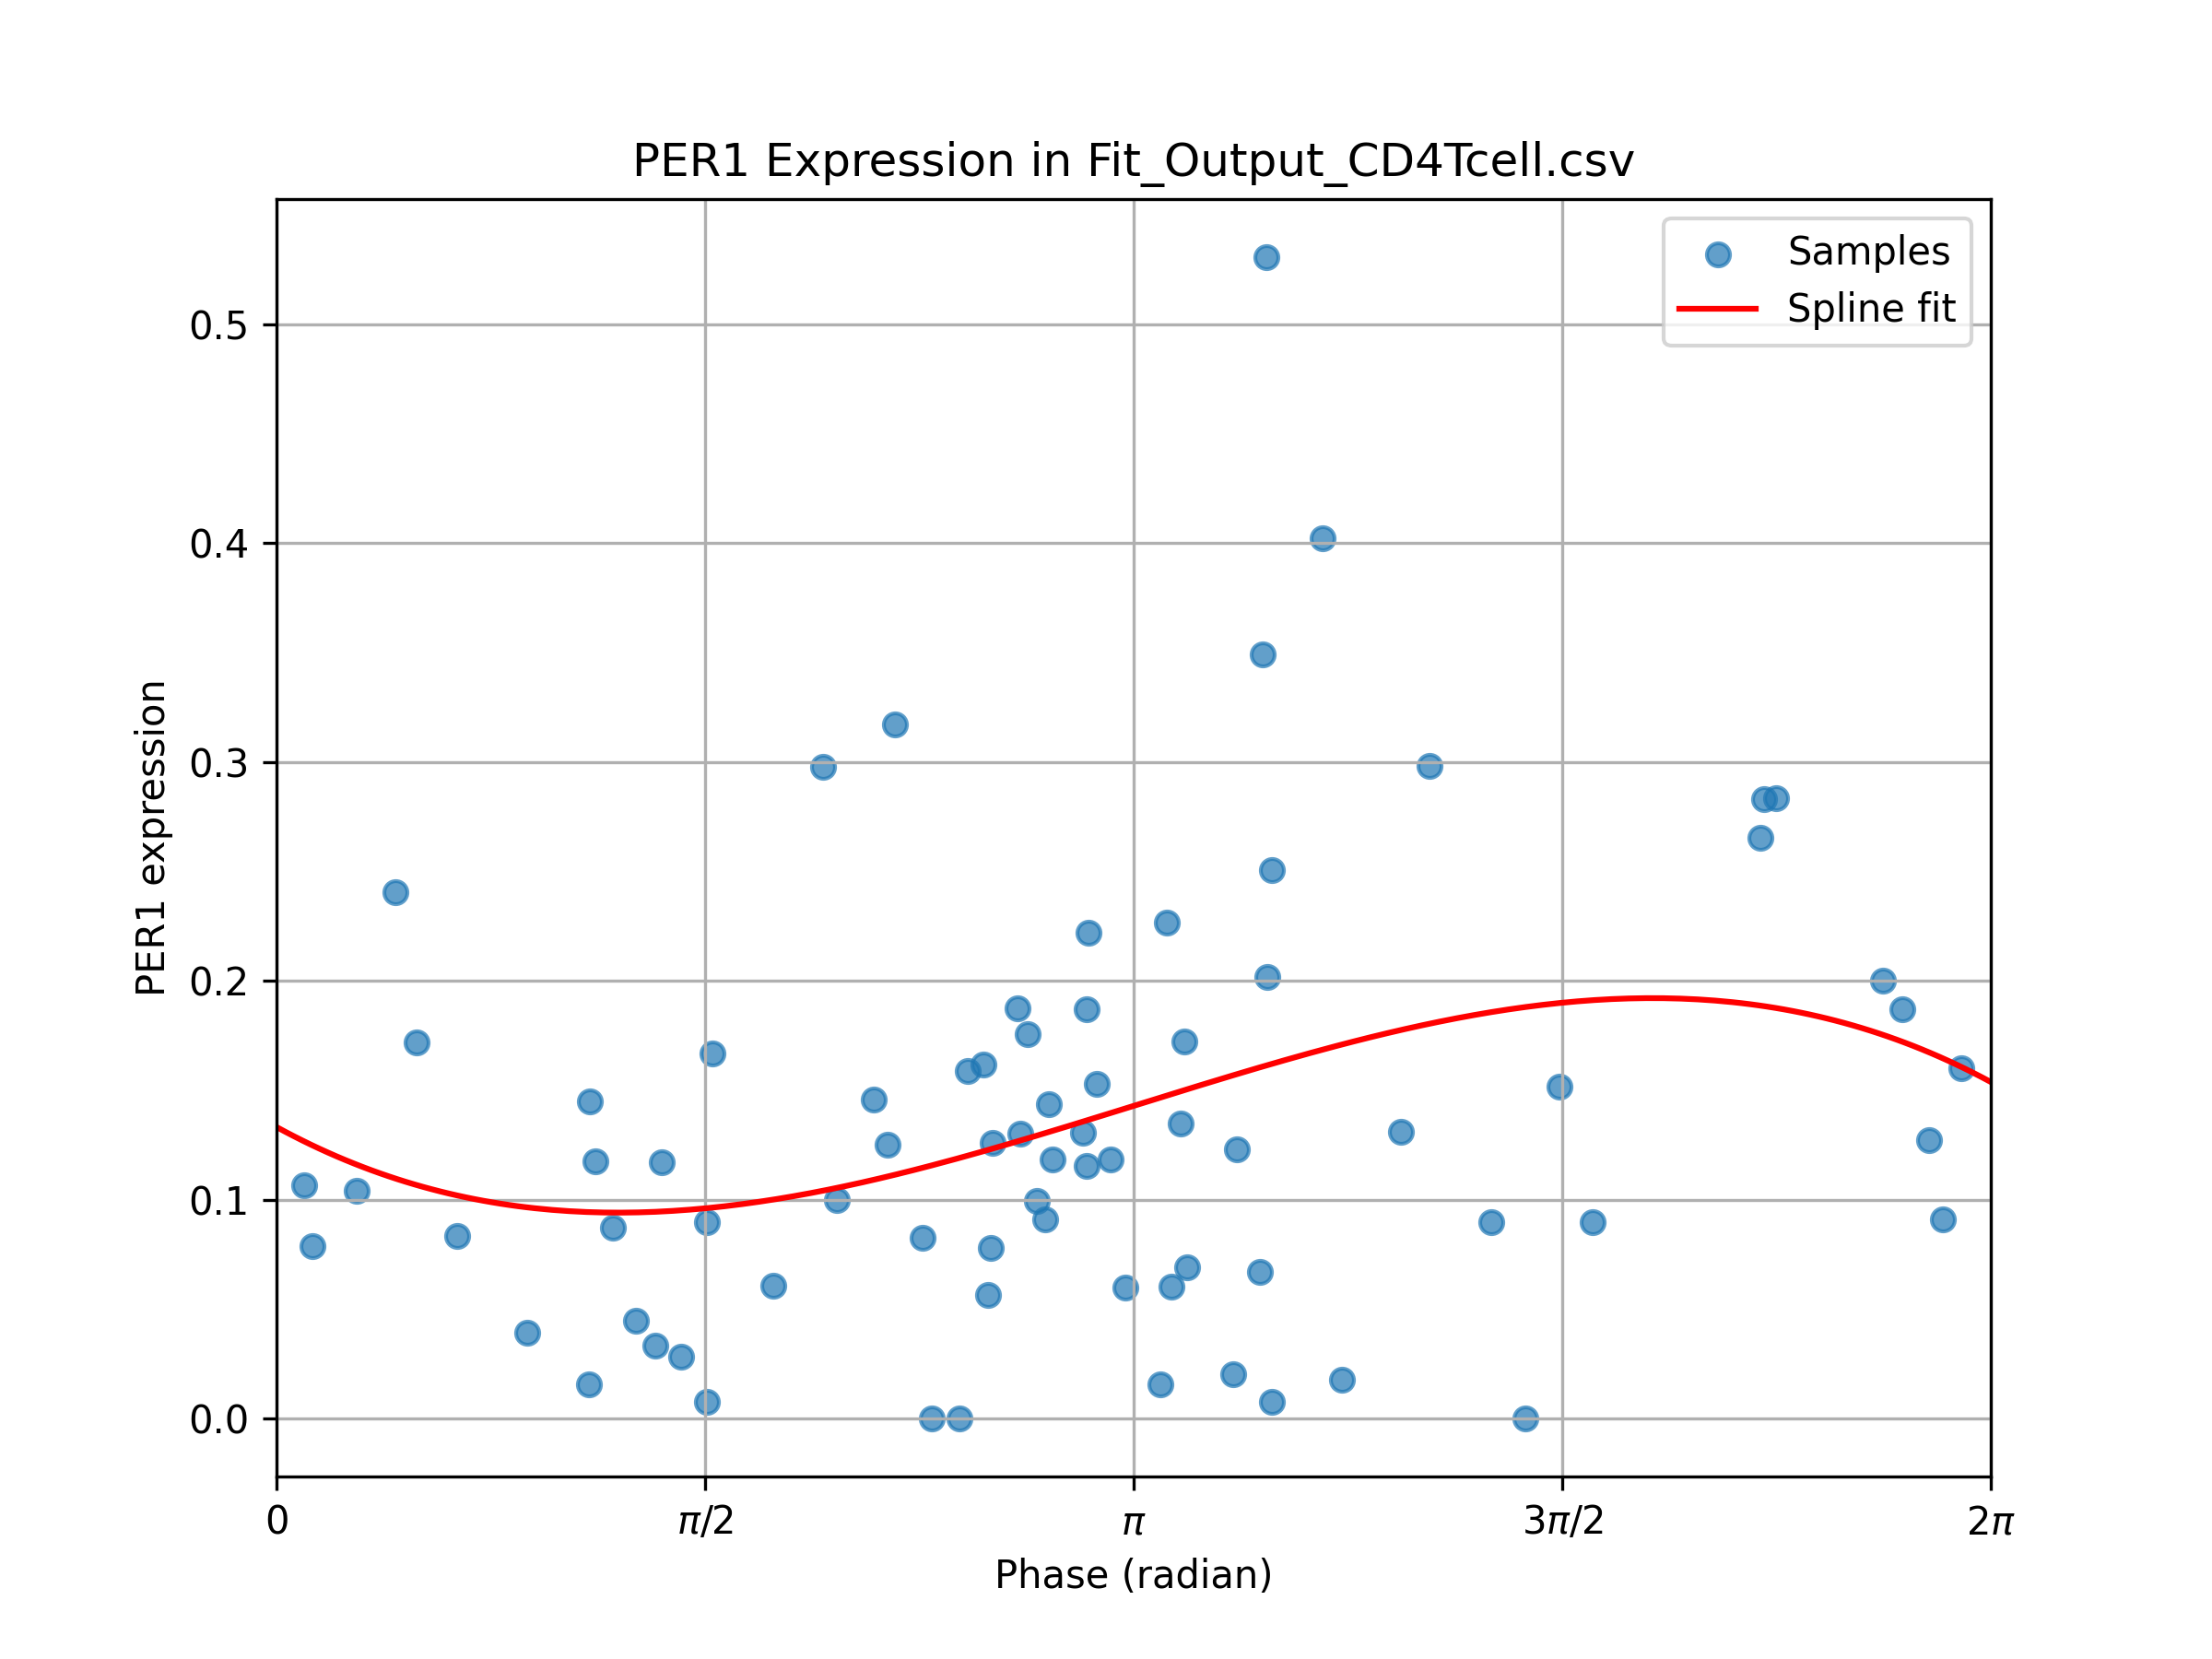 PER1 Expression in Fit_Output_CD4Tcell.csv
Samples
Spline fit
0.5
0.4
0.3
0.2
0.1
0.0
PER1 expression
0
π/2
π
3π/2
2π
Phase (radian)